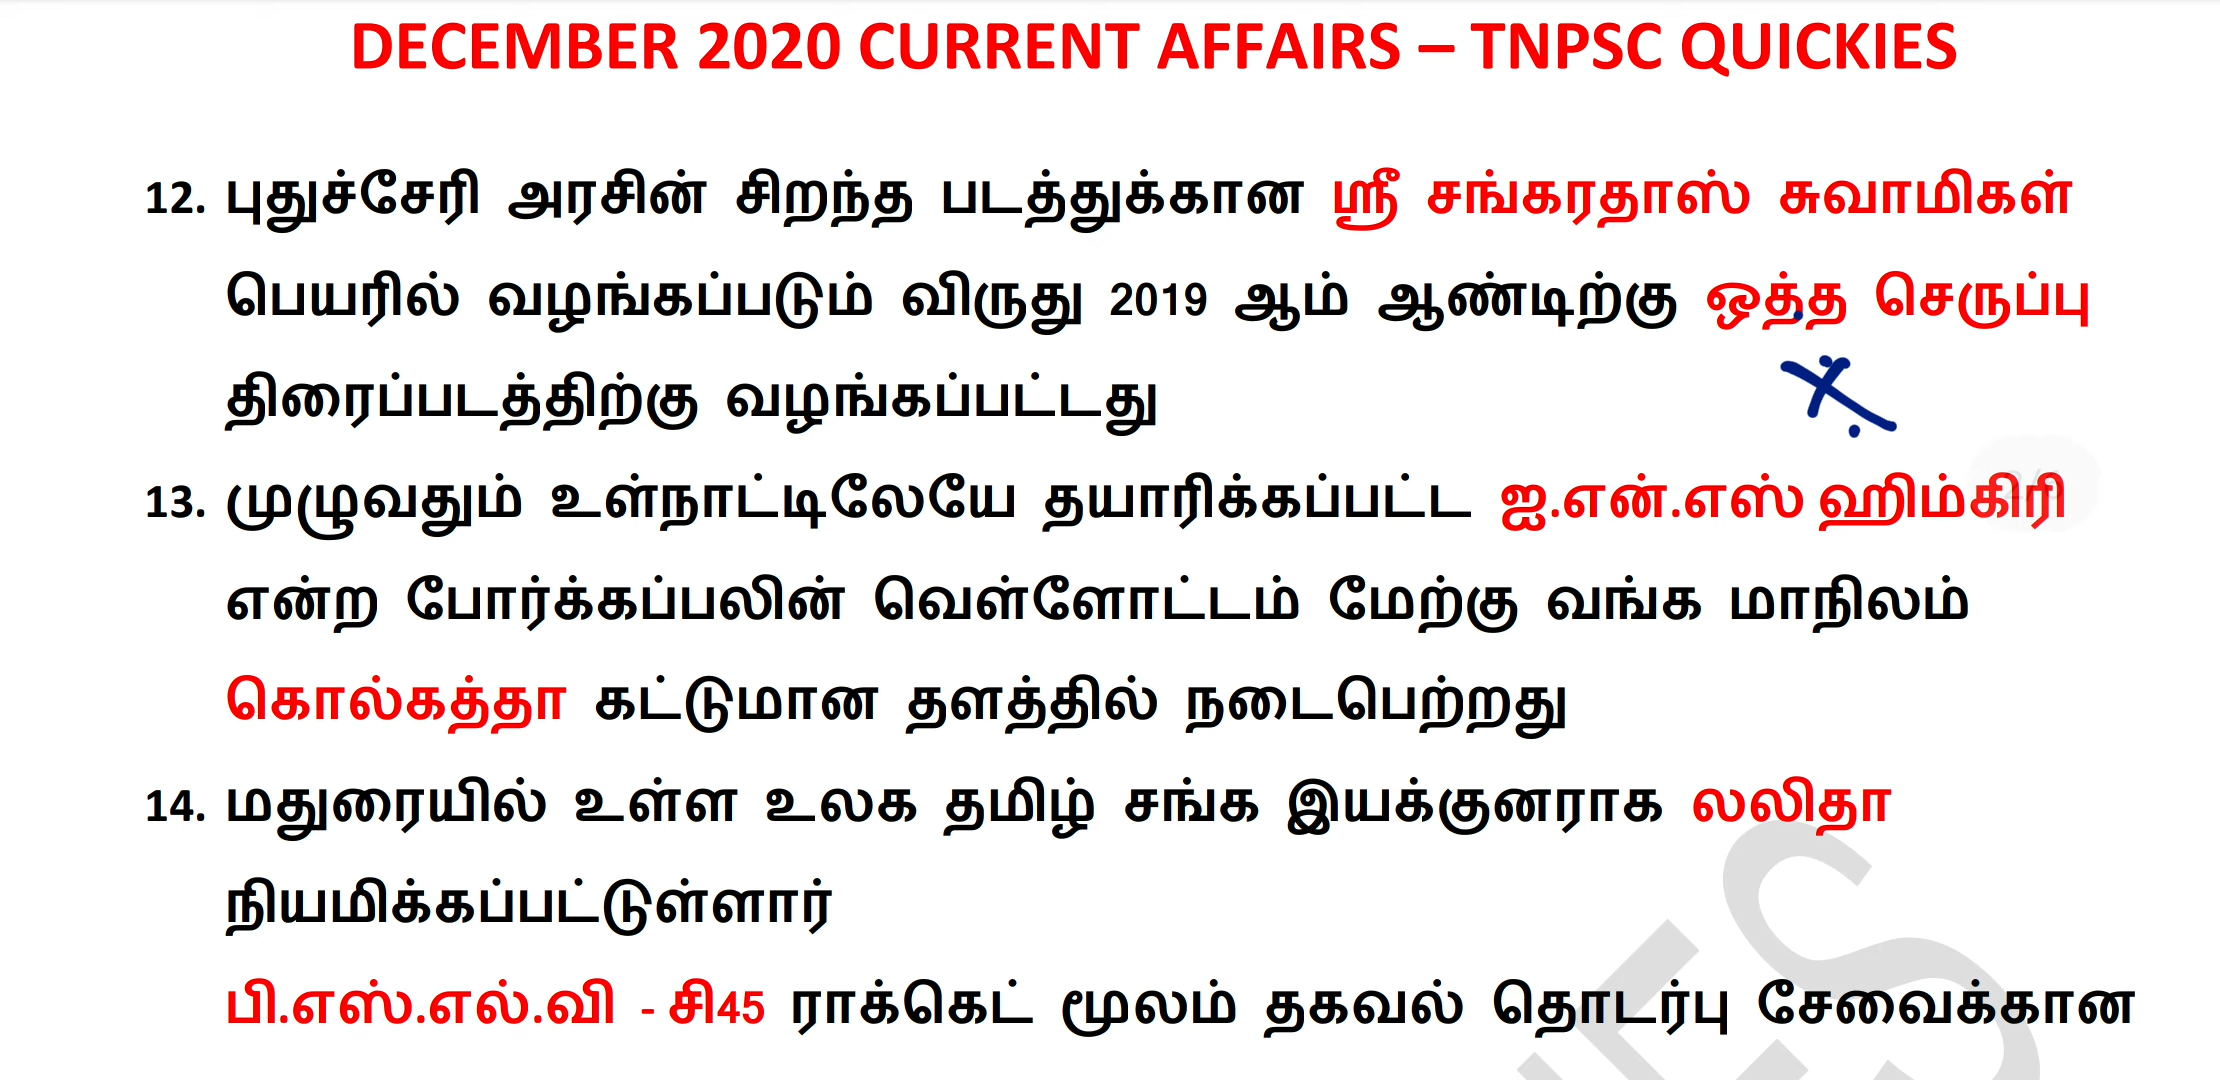 DECEMBER 2020 CURRENT AFFAIRS – TNPSC QUICKIES
12. புதுச்சேரி அரசின் சிறந்த படத்துக்கான ஸ்ரீ சங்கரதாஸ் சுவாமிகள்
பெயரில் வழங்கப்படும் விருது 2019 ஆம் ஆண்டிற்கு ஒத்த செருப்பு
திரைப்படத்திற்கு வழங்கப்பட்டது
13. முழுவதும் உள்நாட்டிலேயே தயாரிக்கப்பட்ட ஐ.என்.எஸ் ஹிம்கிரி
என்ற போர்க்கப்பலின் வெள்ளோட்டம் மேற்கு வங்க மாநிலம்
கொல்கத்தா கட்டுமான தளத்தில் நடைபெற்றது
14. மதுரையில் உள்ள உலக தமிழ் சங்க இயக்குனராக லலிதா
நியமிக்கப்பட்டுள்ளார்
பி.எஸ்.எல்.வி - சி45 ராக்கெட் மூலம் தகவல் தொடர்பு சேவைக்கான